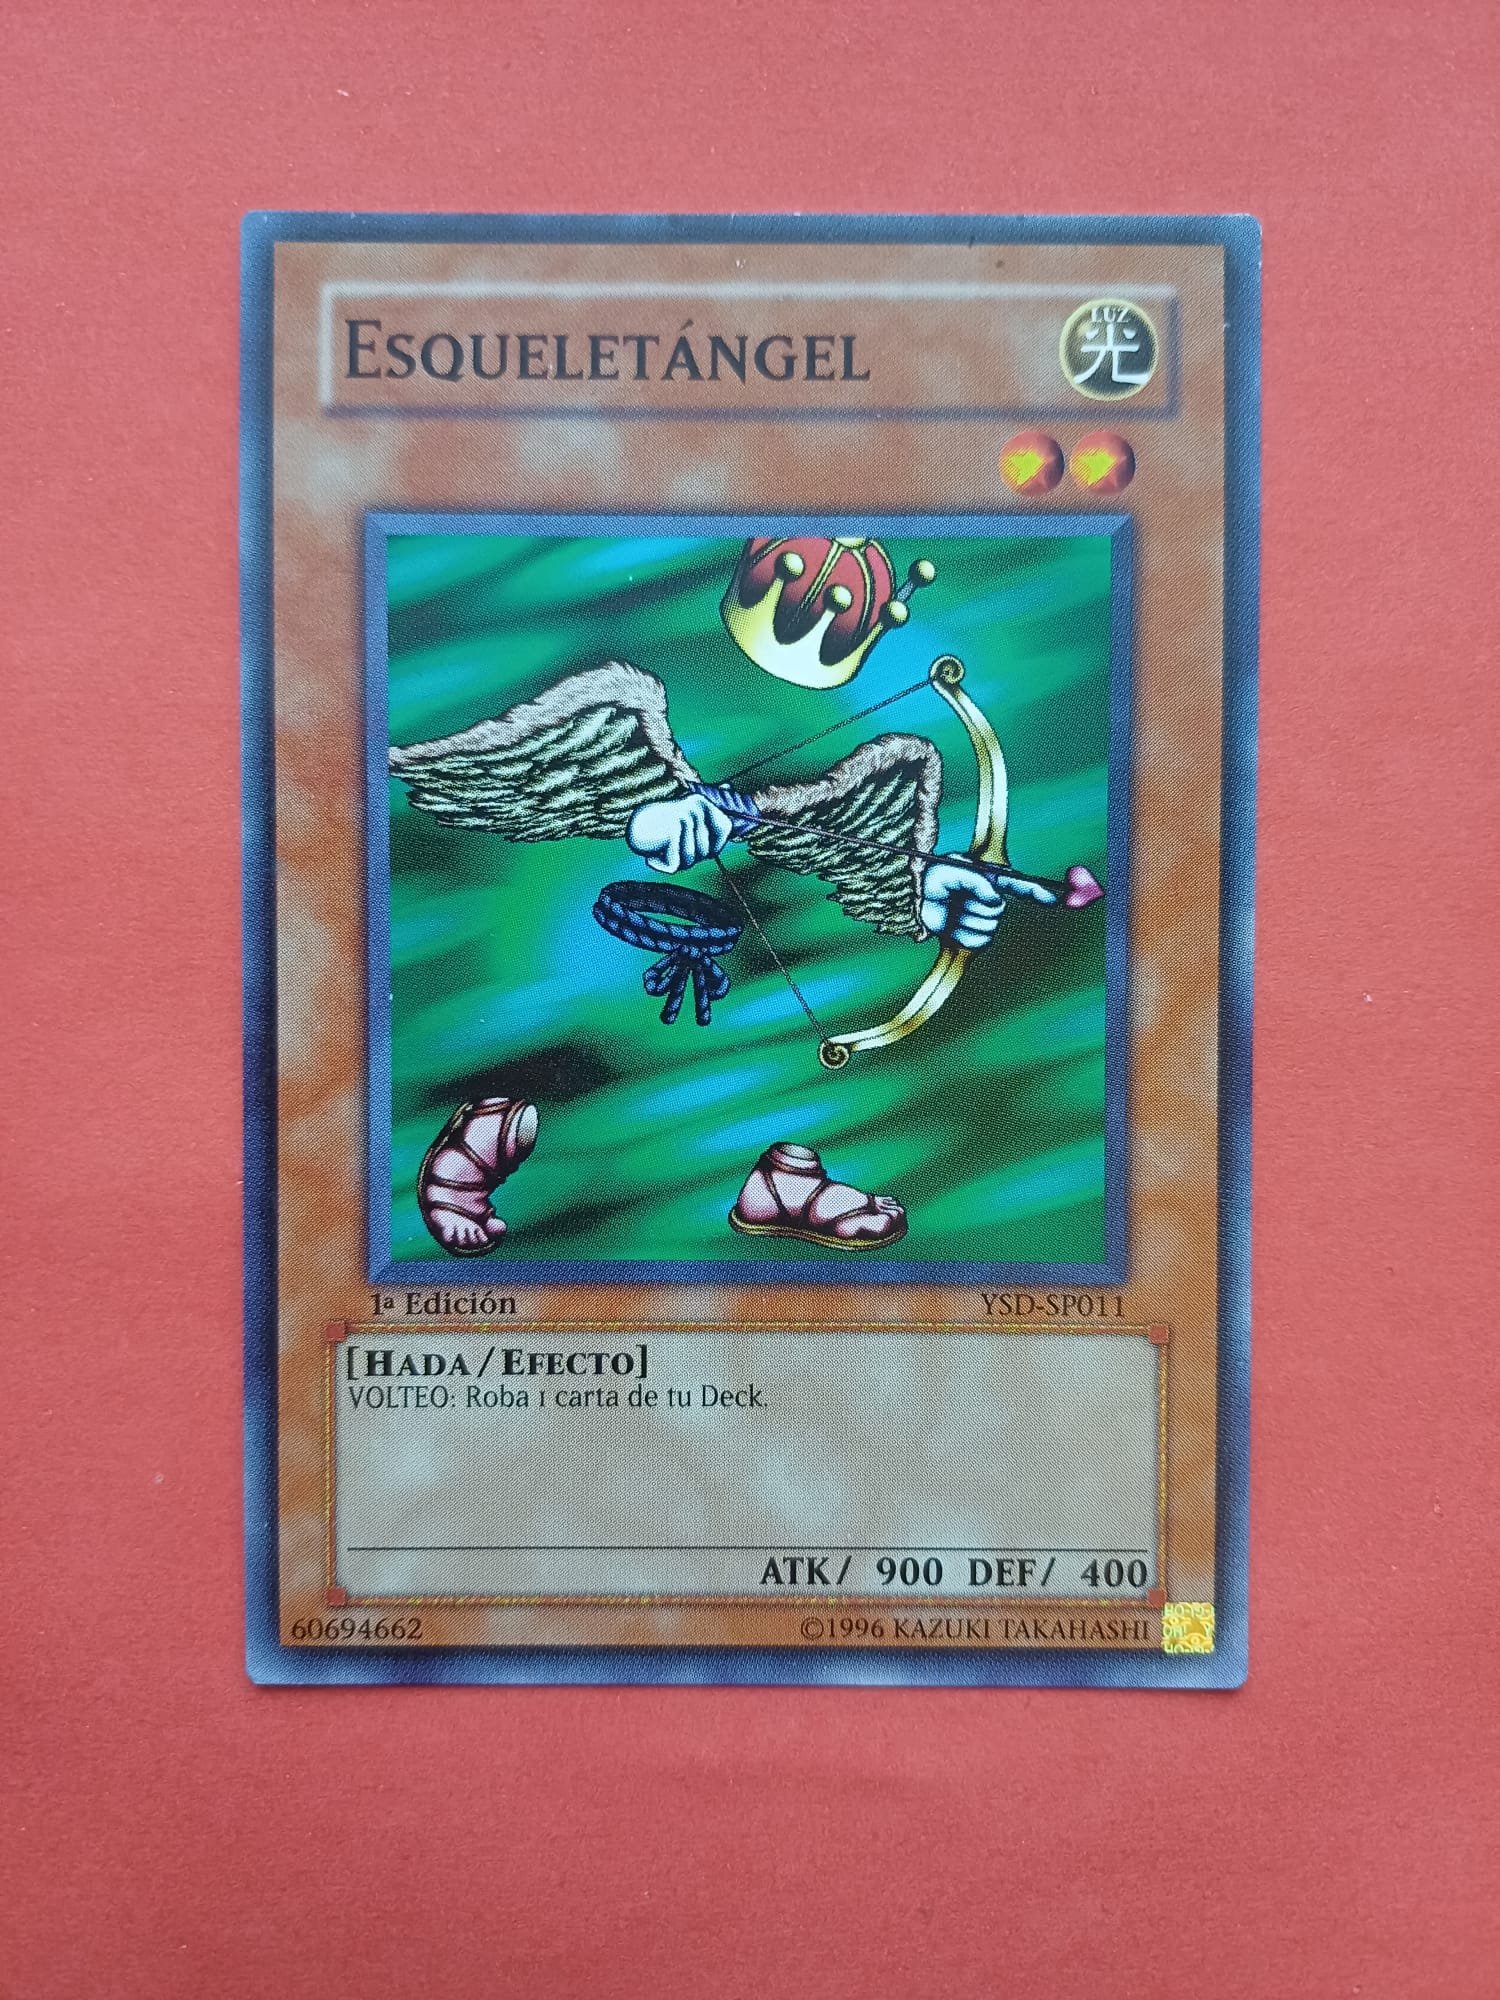 ESQUELETÁNGEL
LUZ
光
1ª Edición
YSD-SP011
[HADA/EFECTO]
VOLTEO: Roba 1 carta de tu Deck.
ATK/ 900 DEF/ 400
60694662
©1996 KAZUKI TAKAHASHI